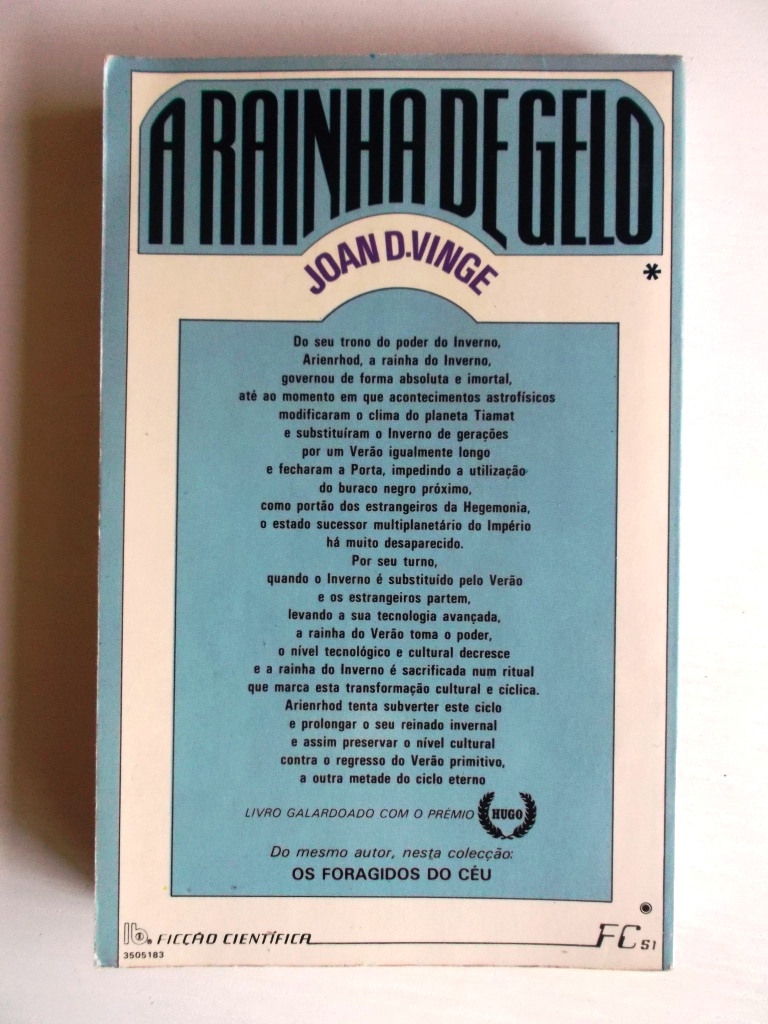 A RAINHA DE GELO
JOAN D. VINGE
*
Do seu trono do poder do Inverno,
Arienrhod, a rainha do Inverno,
governou de forma absoluta e imortal,
até ao momento em que acontecimentos astrofísicos
modificaram o clima do planeta Tiamat
e substituíram o Inverno de gerações
por um Verão igualmente longo
e fecharam a Porta, impedindo a utilização
do buraco negro próximo,
como portão dos estrangeiros da Hegemonia,
o estado sucessor multiplanetário do Império
há muito desaparecido.
Por seu turno,
quando o Inverno é substituído pelo Verão
e os estrangeiros partem,
levando a sua tecnologia avançada,
a rainha do Verão toma o poder,
o nível tecnológico e cultural decresce
e a rainha do Inverno é sacrificada num ritual
que marca esta transformação cultural e cíclica.
Arienrhod tenta subverter este ciclo
e prolongar o seu reinado invernal
e assim preservar o nível cultural
contra o regresso do Verão primitivo,
a outra metade do ciclo eterno
LIVRO GALARDOADO COM O PRÉMIO HUGO
Do mesmo autor, nesta colecção:
OS FORAGIDOS DO CÉU
FICÇÃO CIENTÍFICA FC 51
3505183